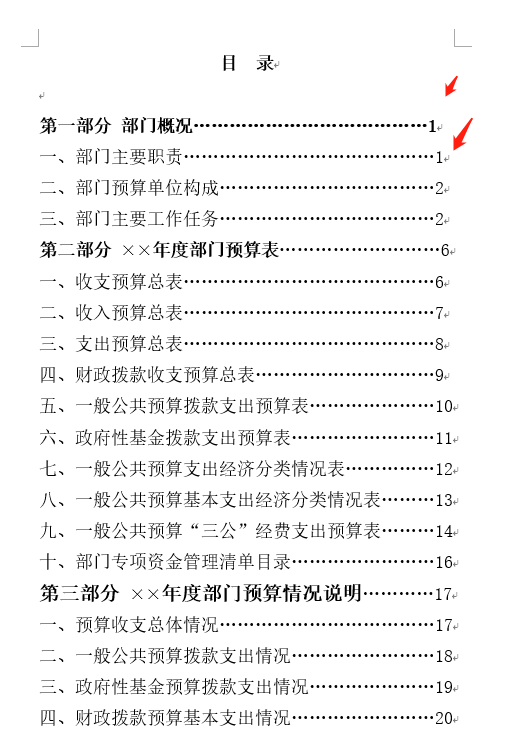 目 录
第一部分 部门概况…………………………………1
一、部门主要职责……………………………………1
二、部门预算单位构成………………………………2
三、部门主要工作任务………………………………2
第二部分 ××年度部门预算表………………………6
一、收支预算总表……………………………………6
二、收入预算总表……………………………………7
三、支出预算总表……………………………………8
四、财政拨款收支预算总表…………………………9
五、一般公共预算拨款支出预算表…………………10
六、政府性基金拨款支出预算表……………………11
七、一般公共预算支出经济分类情况表……………12
八、一般公共预算基本支出经济分类情况表………13
九、一般公共预算“三公”经费支出预算表………14
十、部门专项资金管理清单目录……………………16
第三部分 ××年度部门预算情况说明…………17
一、预算收支总体情况………………………………17
二、一般公共预算拨款支出情况……………………18
三、政府性基金预算拨款支出情况…………………19
四、财政拨款预算基本支出情况……………………20